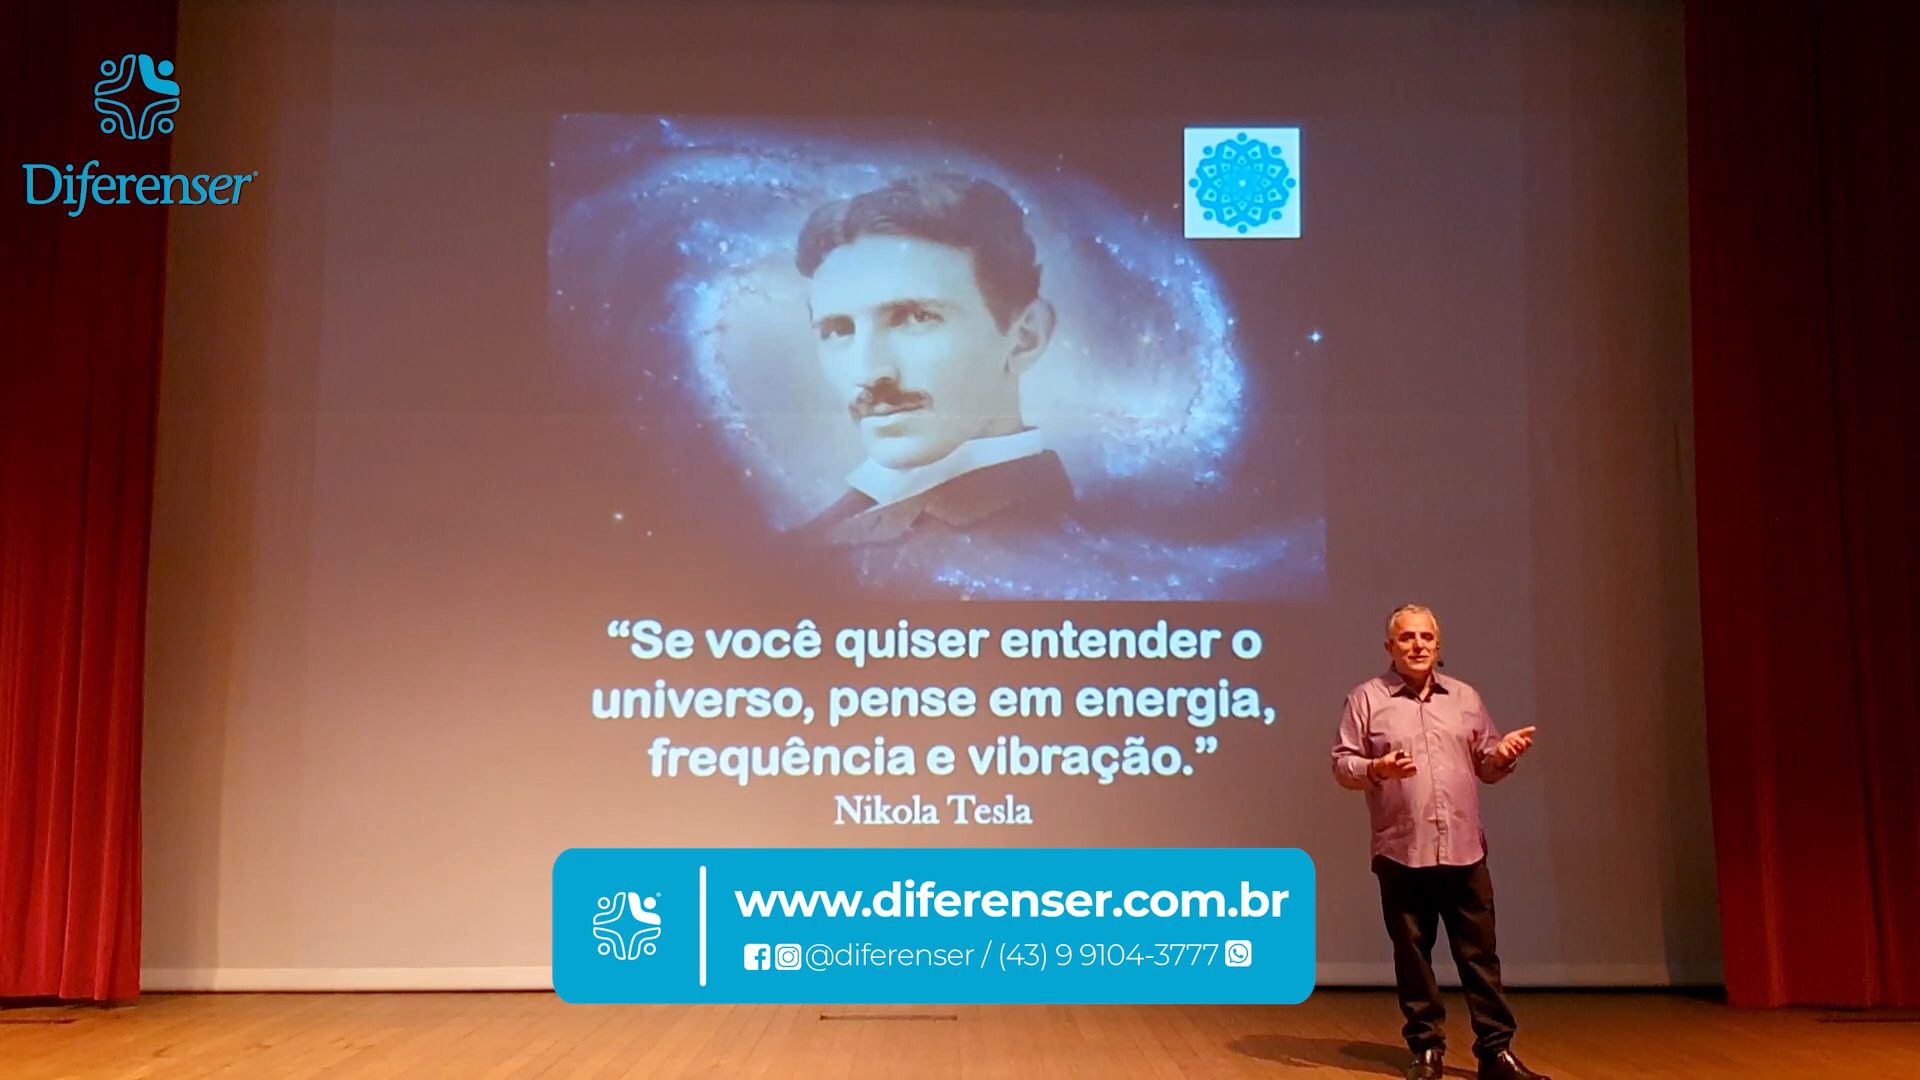 Diferenser
“Se você quiser entender o
universo, pense em energia,
frequência e vibração.”
Nikola Tesla
www.diferenser.com.br
@diferenser / (43) 9 9104-3777